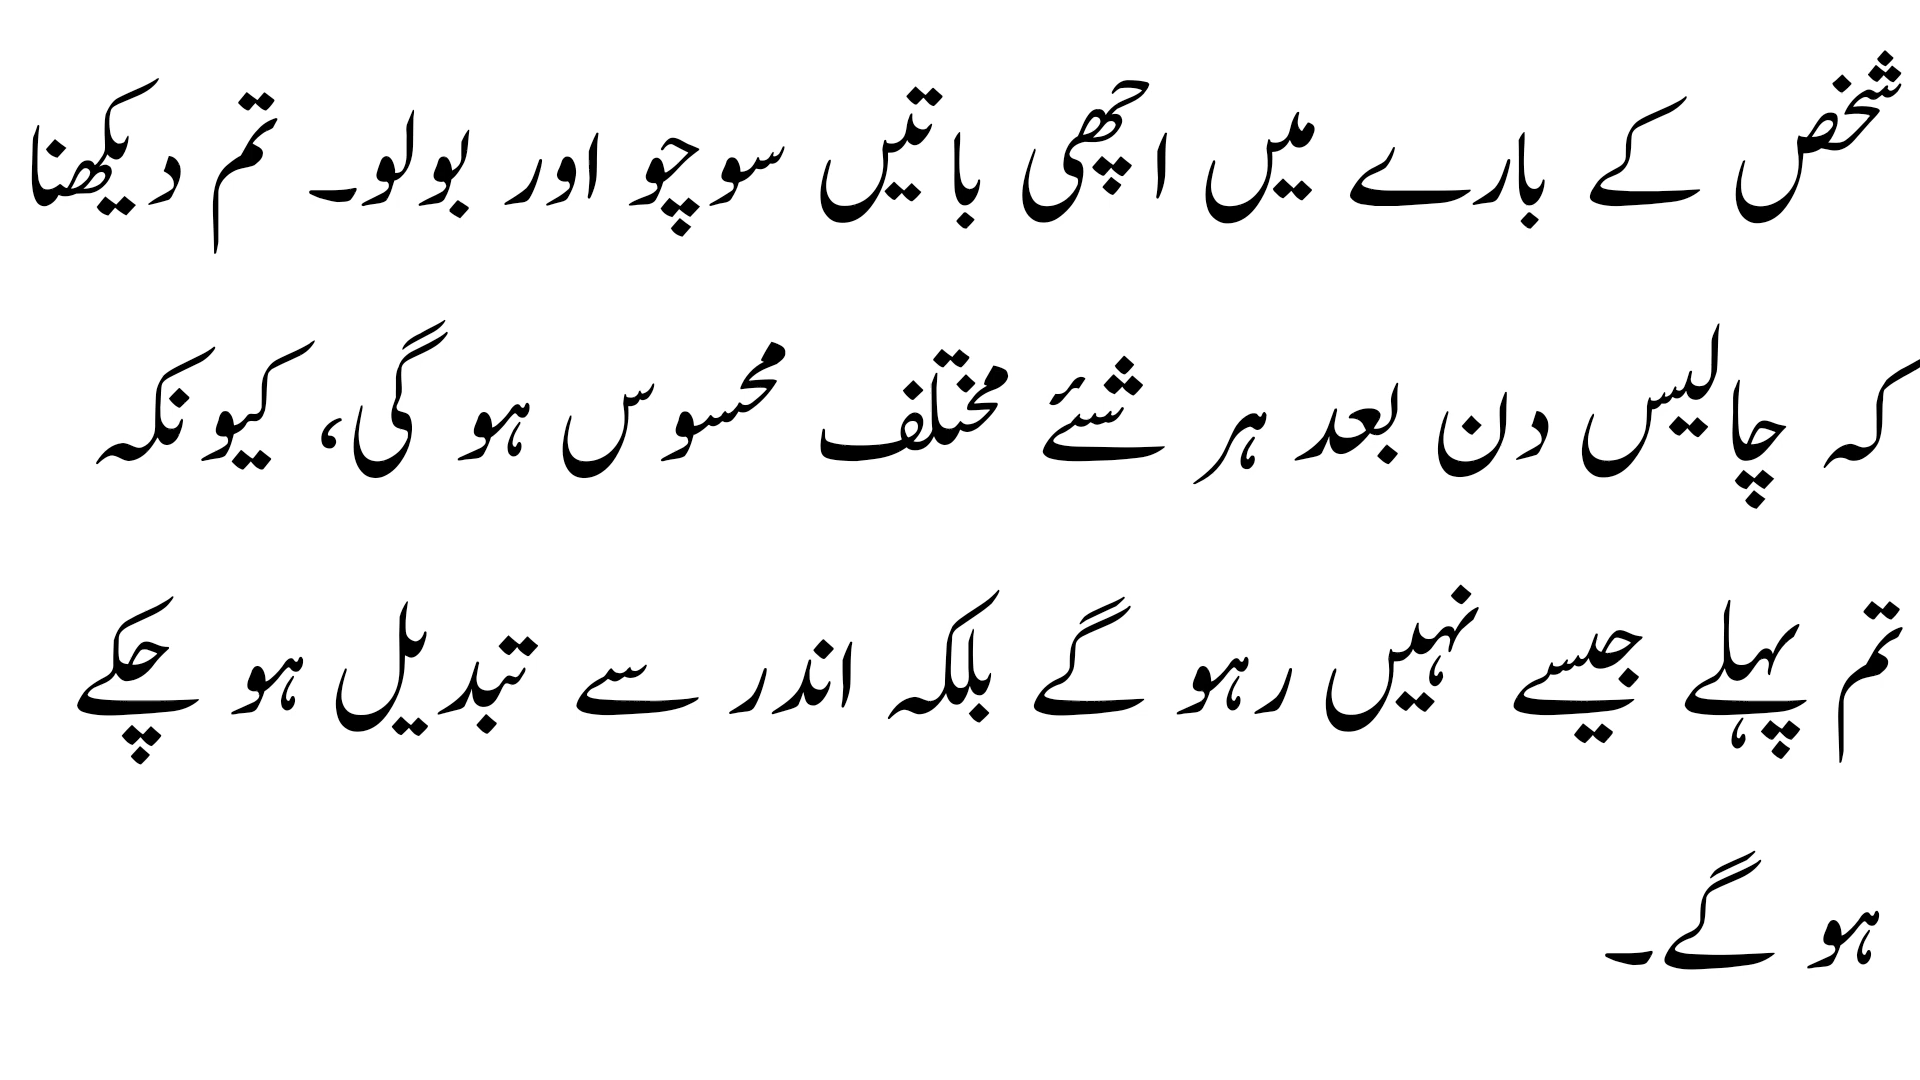 شخص کے بارے میں اچھی باتیں سوچو اور بولو۔ تم دیکھنا
کہ چالیس دن بعد ہر شئے مختلف محسوس ہو گی، کیونکہ
تم پہلے جیسے نہیں رہو گے بلکہ اندر سے تبدیل ہو چکے
ہو گے۔